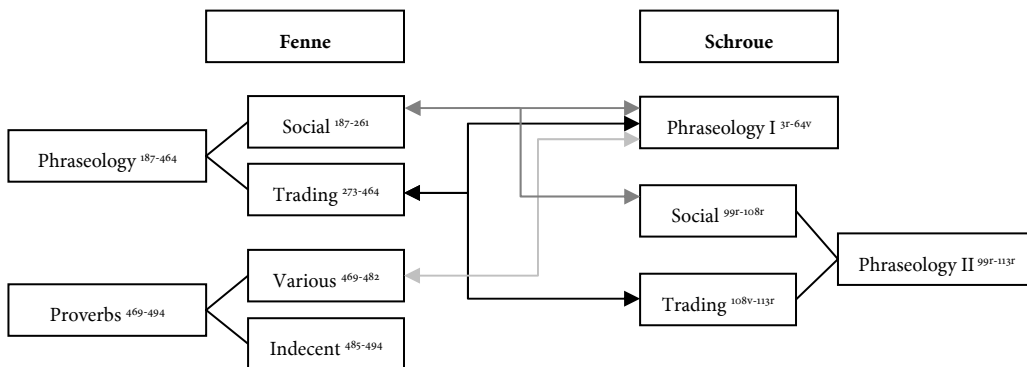 Fenne
Schroue
Social 187-261
Phraseology I 3r-64v
Phraseology 187-464
Trading 273-464
Social 99r-108r
Phraseology II 99r-113r
Various 469-482
Trading 108v-113r
Proverbs 469-494
Indecent 485-494